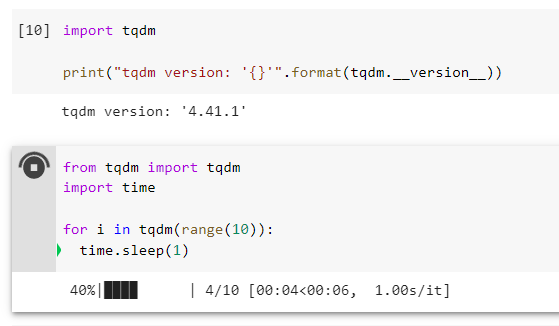 [10] import tqdm
print("tqdm version: '{}'".format(tqdm.__version__))
tqdm version: '4.41.1'
from tqdm import tqdm
import time
for i in tqdm(range(10)):
  time.sleep(1)
40%|████      | 4/10 [00:04<00:06,  1.00s/it]